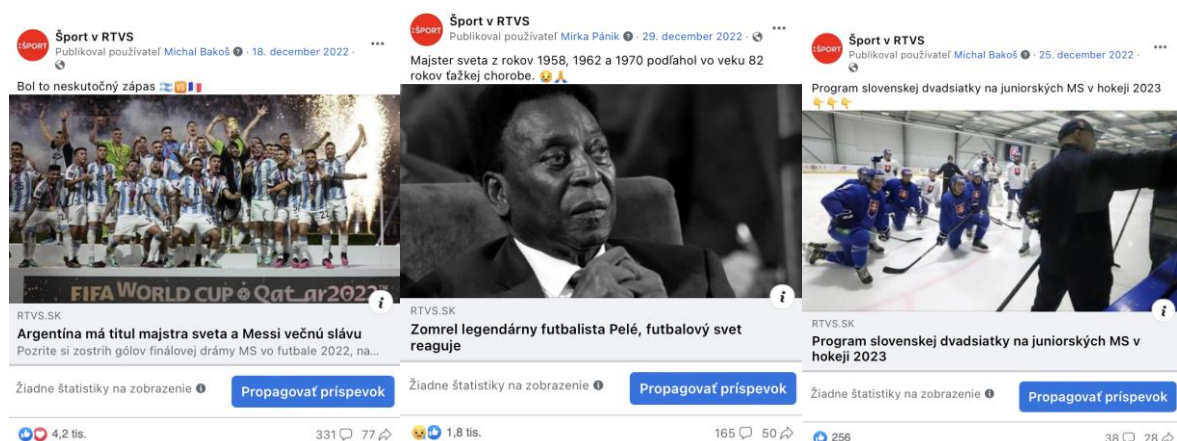 :ŠPORT
Šport v RTVS
Publikoval používateľ Michal Bakoš · 18. december 2022 ·
Bol to neskutočný zápas 🇦🇷🆚🇫🇷
FIFA WORLD CUP Qatar2022
RTVS.SK
Argentína má titul majstra sveta a Messi večnú slávu
Pozrite si zostrih gólov finálovej drámy MS vo futbale 2022, na...
Žiadne štatistiky na zobrazenie
Propagovať príspevok
4,2 tis.
331
77
:ŠPORT
Šport v RTVS
Publikoval používateľ Mirka Pánik · 29. december 2022 ·
Majster sveta z rokov 1958, 1962 a 1970 podľahol vo veku 82
rokov ťažkej chorobe. 😢🙏
RTVS.SK
Zomrel legendárny futbalista Pelé, futbalový svet
reaguje
Žiadne štatistiky na zobrazenie
Propagovať príspevok
1,8 tis.
165
50
:ŠPORT
Šport v RTVS
Publikoval používateľ Michal Bakoš · 25. december 2022 ·
Program slovenskej dvadsiatky na juniorských MS v hokeji 2023
👇👇👇
RTVS.SK
Program slovenskej dvadsiatky na juniorských MS v
hokeji 2023
Žiadne štatistiky na zobrazenie
Propagovať príspevok
256
38
28